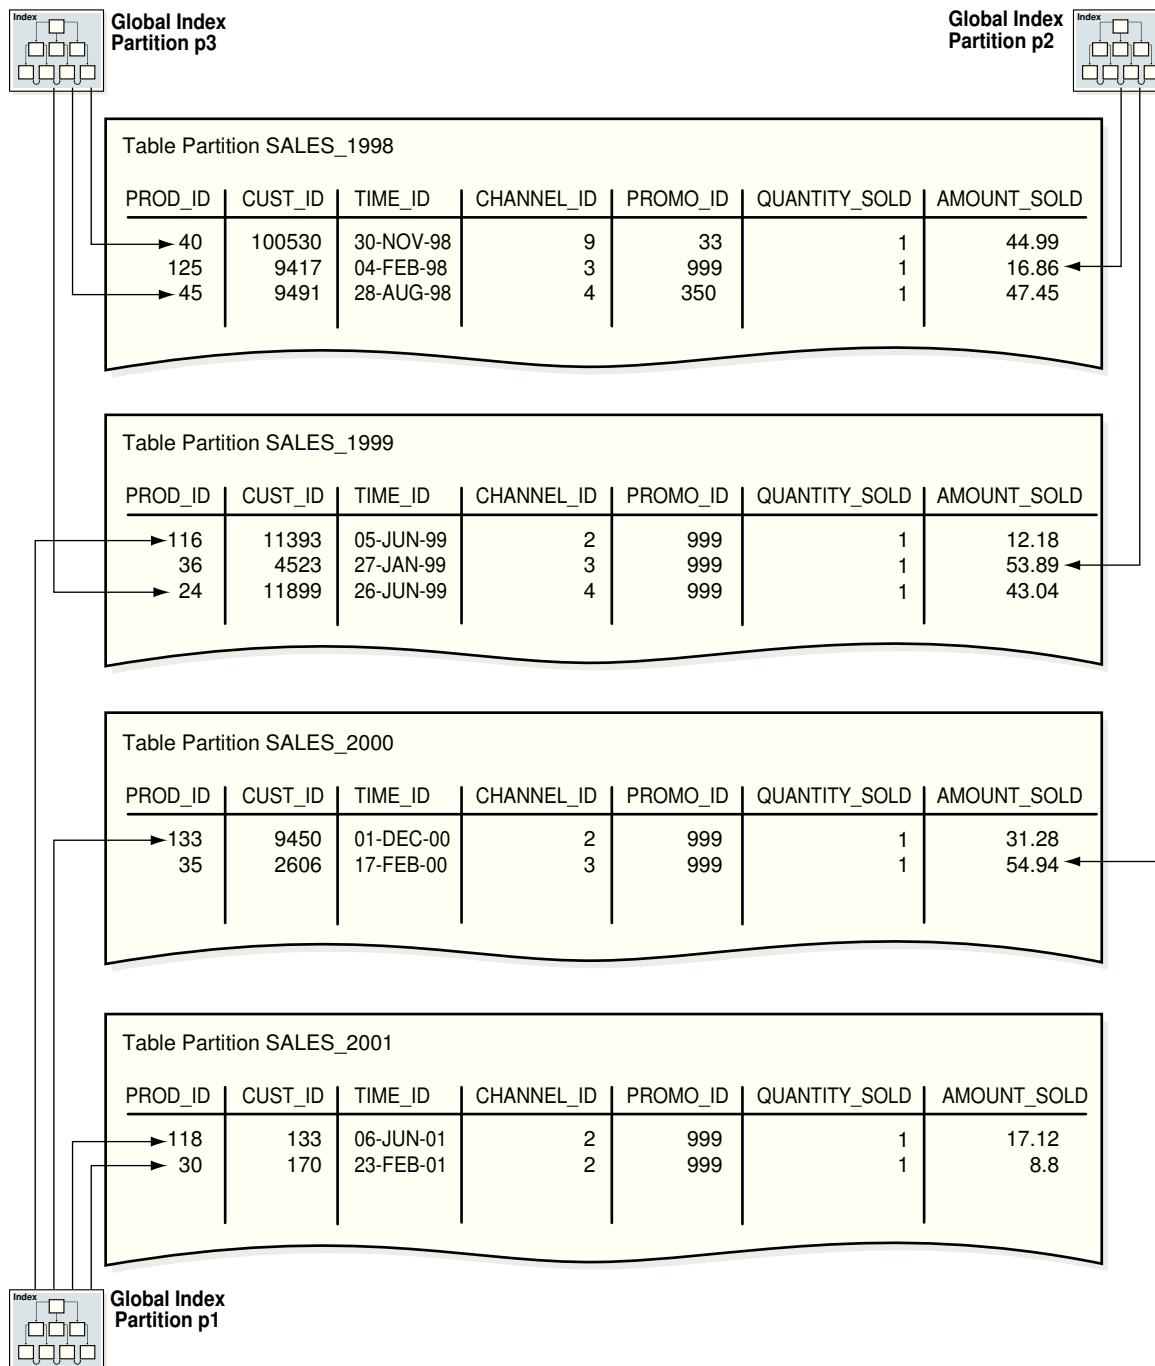 Index
Global Index
Partition p3
Global Index
Partition p2
Index
Table Partition SALES_1998
PROD_ID CUST_ID TIME_ID CHANNEL_ID PROMO_ID QUANTITY_SOLD AMOUNT_SOLD
40 100530 30-NOV-98 9 33 1 44.99
125 9417 04-FEB-98 3 999 1 16.86
45 9491 28-AUG-98 4 350 1 47.45
Table Partition SALES_1999
PROD_ID CUST_ID TIME_ID CHANNEL_ID PROMO_ID QUANTITY_SOLD AMOUNT_SOLD
116 11393 05-JUN-99 2 999 1 12.18
36 4523 27-JAN-99 3 999 1 53.89
24 11899 26-JUN-99 4 999 1 43.04
Table Partition SALES_2000
PROD_ID CUST_ID TIME_ID CHANNEL_ID PROMO_ID QUANTITY_SOLD AMOUNT_SOLD
133 9450 01-DEC-00 2 999 1 31.28
35 2606 17-FEB-00 3 999 1 54.94
Table Partition SALES_2001
PROD_ID CUST_ID TIME_ID CHANNEL_ID PROMO_ID QUANTITY_SOLD AMOUNT_SOLD
118 133 06-JUN-01 2 999 1 17.12
30 170 23-FEB-01 2 999 1 8.8
Index
Global Index
Partition p1